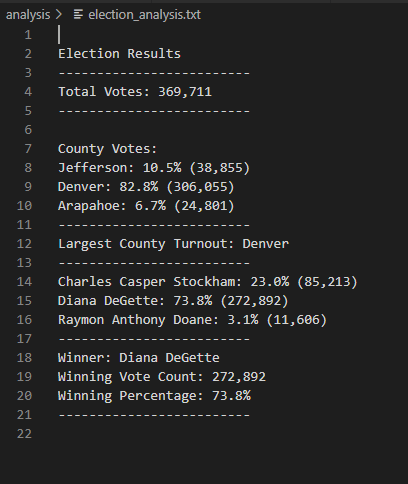 analysis > election_analysis.txt
1
2 Election Results
3 -------------------------
4 Total Votes: 369,711
5 -------------------------
6
7 County Votes:
8 Jefferson: 10.5% (38,855)
9 Denver: 82.8% (306,055)
10 Arapahoe: 6.7% (24,801)
11 -------------------------
12 Largest County Turnout: Denver
13 -------------------------
14 Charles Casper Stockham: 23.0% (85,213)
15 Diana DeGette: 73.8% (272,892)
16 Raymon Anthony Doane: 3.1% (11,606)
17 -------------------------
18 Winner: Diana DeGette
19 Winning Vote Count: 272,892
20 Winning Percentage: 73.8%
21 -------------------------
22